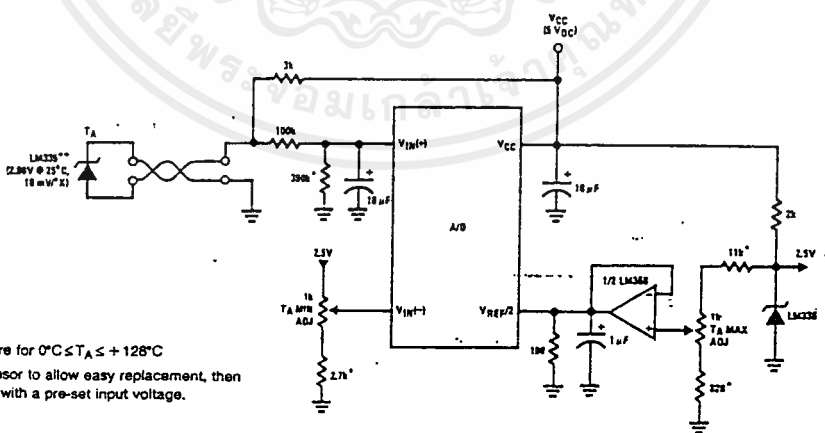 VCC
(5 VDC)
3k
TA
LM335**
(2.98V @ 25°C,
10 mV/°K)
100k
390k*
10 µF
VIN(+)
VCC
A/D
VIN(−)
VREF/2
10 µF
2k
2.5V
11k*
1/2 LM358
1k
TA MAX
ADJ
LM336
1 µF
100
820*
2.5V
1k
TA MIN
ADJ
2.7k*
re for 0°C≤TA≤ +128°C
sor to allow easy replacement, then
with a pre-set input voltage.